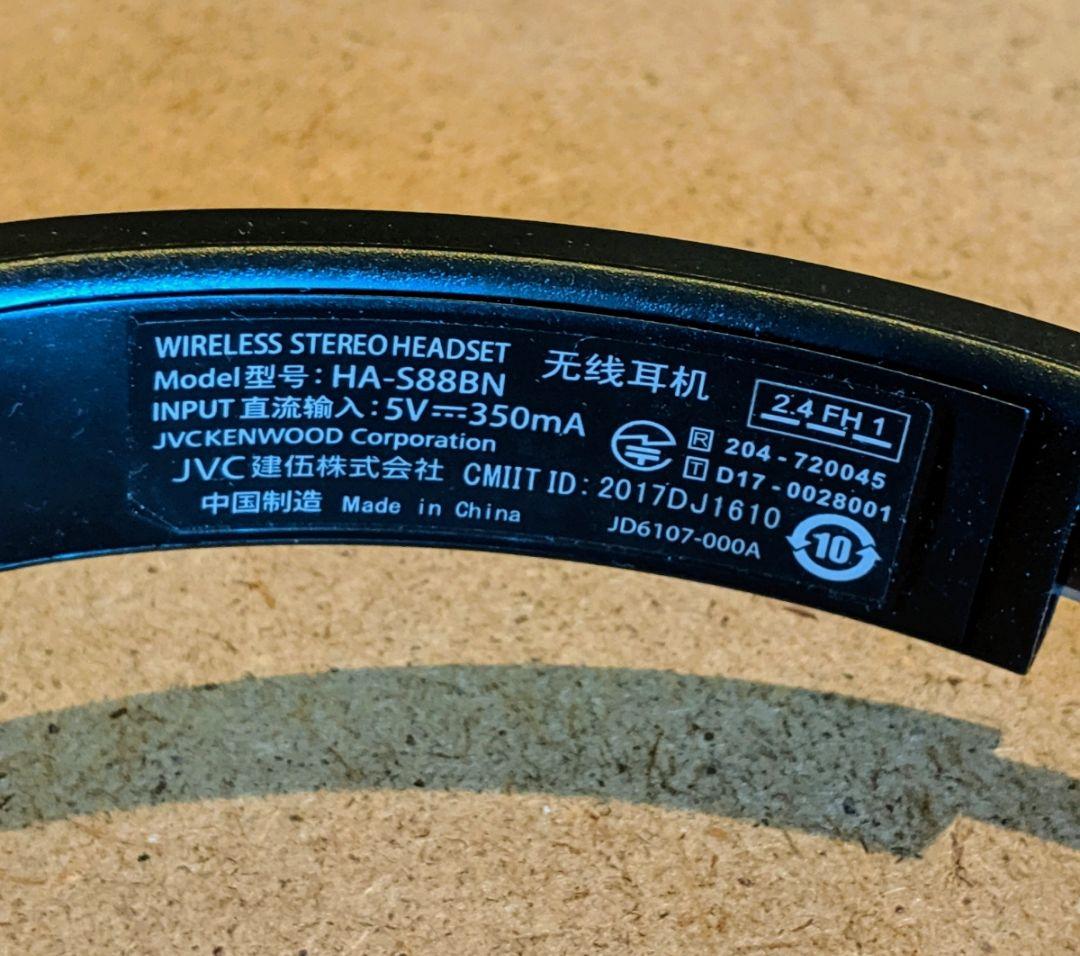 WIRELESS STEREO HEADSET 无线耳机
Model型号:HA-S88BN
INPUT直流输入:5V⎓350mA
2.4 FH 1
JVCKENWOOD Corporation
R 204-720045
T D17-0028001
JVC建伍株式会社 CMIIT ID:2017DJ1610
中国制造 Made in China
JD6107-000A
10